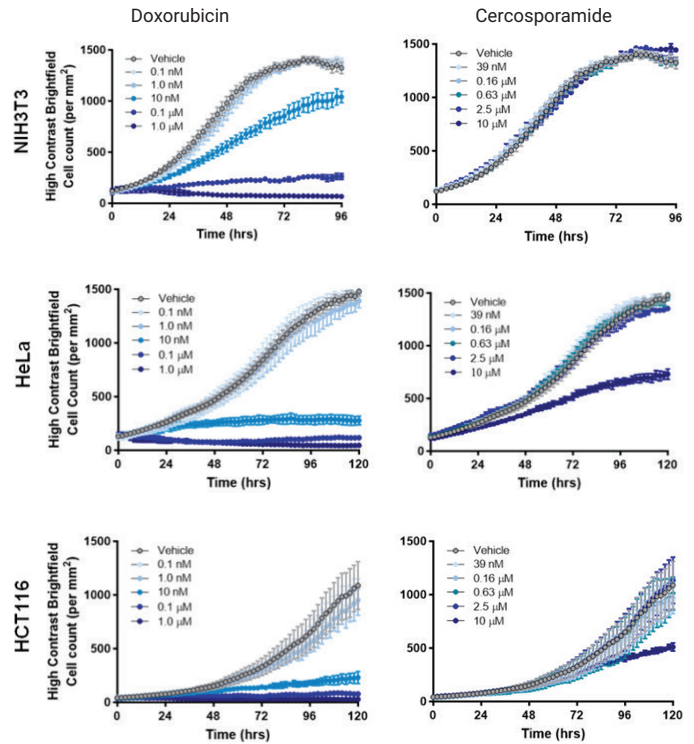 Doxorubicin
Cercosporamide
NIH3T3
High Contrast Brightfield
Cell count (per mm²)
1500
1000
500
0
Vehicle
0.1 nM
1.0 nM
10 nM
0.1 µM
1.0 µM
0 24 48 72 96
Time (hrs)
1500
1000
500
0
Vehicle
39 nM
0.16 µM
0.63 µM
2.5 µM
10 µM
0 24 48 72 96
Time (hrs)
HeLa
High Contrast Brightfield
Cell Count (per mm²)
1500
1000
500
0
Vehicle
0.1 nM
1.0 nM
10 nM
0.1 µM
1.0 µM
0 24 48 72 96 120
Time (hrs)
1500
1000
500
0
Vehicle
39 nM
0.16 µM
0.63 µM
2.5 µM
10 µM
0 24 48 72 96 120
Time (hrs)
HCT116
High Contrast Brightfield
Cell count (per mm²)
1500
1000
500
0
Vehicle
0.1 nM
1.0 nM
10 nM
0.1 µM
1.0 µM
0 24 48 72 96 120
Time (hrs)
1500
1000
500
0
Vehicle
39 nM
0.16 µM
0.63 µM
2.5 µM
10 µM
0 24 48 72 96 120
Time (hrs)